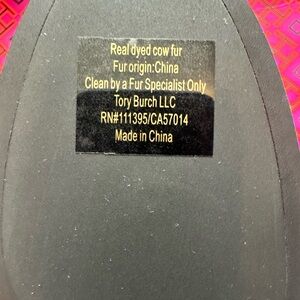 Real dyed cow fur
Fur origin:China
Clean by a Fur Specialist Only
Tory Burch LLC
RN#111395/CA57014
Made in China